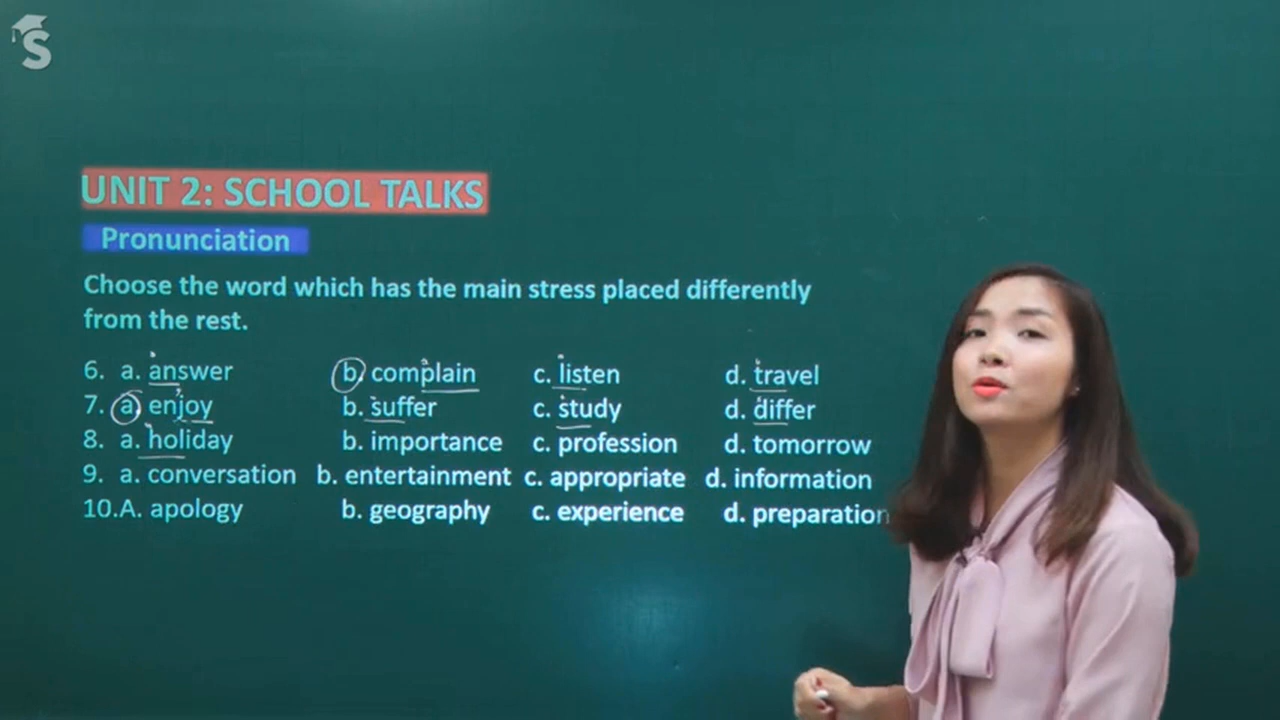 S
UNIT 2: SCHOOL TALKS
Pronunciation
Choose the word which has the main stress placed differently
from the rest.
6. a. answer b. complain c. listen d. travel
7. a. enjoy b. suffer c. study d. differ
8. a. holiday b. importance c. profession d. tomorrow
9. a. conversation b. entertainment c. appropriate d. information
10.A. apology b. geography c. experience d. preparation